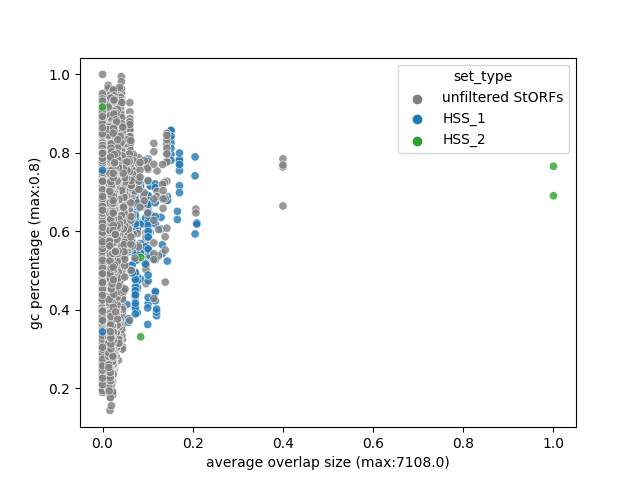 set_type
unfiltered StORFs
HSS_1
HSS_2
1.0
0.8
0.6
0.4
0.2
gc percentage (max:0.8)
0.0 0.2 0.4 0.6 0.8 1.0
average overlap size (max:7108.0)